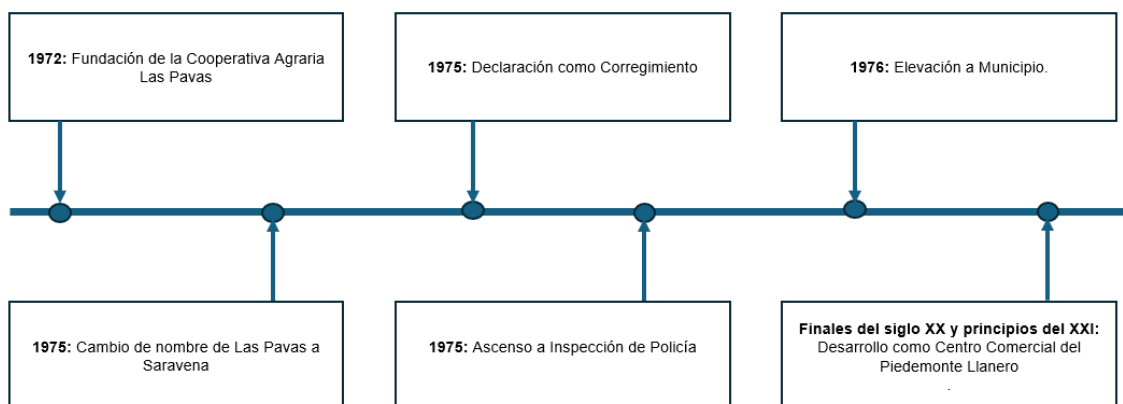 1972: Fundación de la Cooperativa Agraria
Las Pavas
1975: Declaración como Corregimiento
1976: Elevación a Municipio.
1975: Cambio de nombre de Las Pavas a
Saravena
1975: Ascenso a Inspección de Policía
Finales del siglo XX y principios del XXI:
Desarrollo como Centro Comercial del
Piedemonte Llanero
.